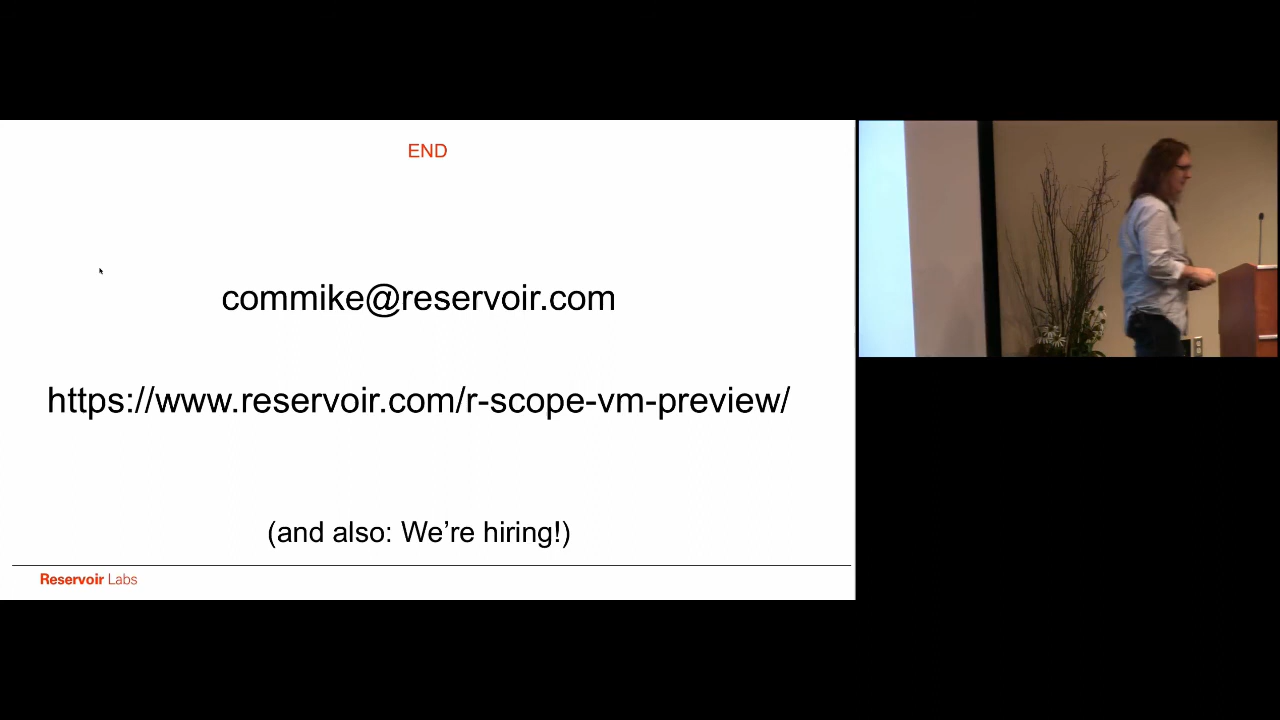 END
commike@reservoir.com
https://www.reservoir.com/r-scope-vm-preview/
(and also: We’re hiring!)
Reservoir Labs